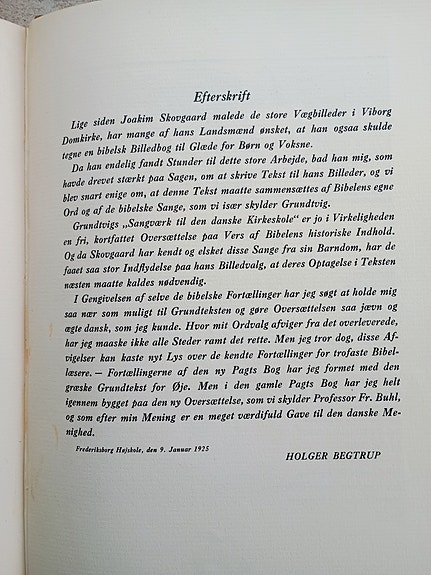 Efterskrift
Lige siden Joakim Skovgaard malede de store Vægbilleder i Viborg
Domkirke, har mange af hans Landsmænd ønsket, at han ogsaa skulde
tegne en bibelsk Billedbog til Glæde for Børn og Voksne.
Da han endelig fandt Stunder til dette store Arbejde, bad han mig, som
havde drevet stærkt paa Sagen, om at skrive Tekst til hans Billeder, og vi
blev snart enige om, at denne Tekst maatte sammensættes af Bibelens egne
Ord og af de bibelske Sange, som vi især skylder Grundtvig.
Grundtvigs „Sangværk til den danske Kirkeskole“ er jo i Virkeligheden
en fri, kortfattet Oversættelse paa Vers af Bibelens historiske Indhold.
Og da Skovgaard har kendt og elsket disse Sange fra sin Barndom, har de
faaet saa stor Indflydelse paa hans Billedvalg, at deres Optagelse i Teksten
næsten maatte kaldes nødvendig.
I Gengivelsen af selve de bibelske Fortællinger har jeg søgt at holde mig
saa nær som muligt til Grundteksten og gøre Oversættelsen saa jævn og
ægte dansk, som jeg kunde. Hvor mit Ordvalg afviger fra det overleverede,
har jeg maaske ikke alle Steder ramt det rette. Men jeg tror dog, disse Af-
vigelser kan kaste nyt Lys over de kendte Fortællinger for trofaste Bibel-
læsere. — Fortællingerne af den ny Pagts Bog har jeg formet med den
græske Grundtekst for Øje. Men i den gamle Pagts Bog har jeg helt
igennem bygget paa den ny Oversættelse, som vi skylder Professor Fr. Buhl,
og som efter min Mening er en meget værdifuld Gave til den danske Me-
nighed.
Frederiksborg Højskole, den 9. Januar 1925
HOLGER BEGTRUP